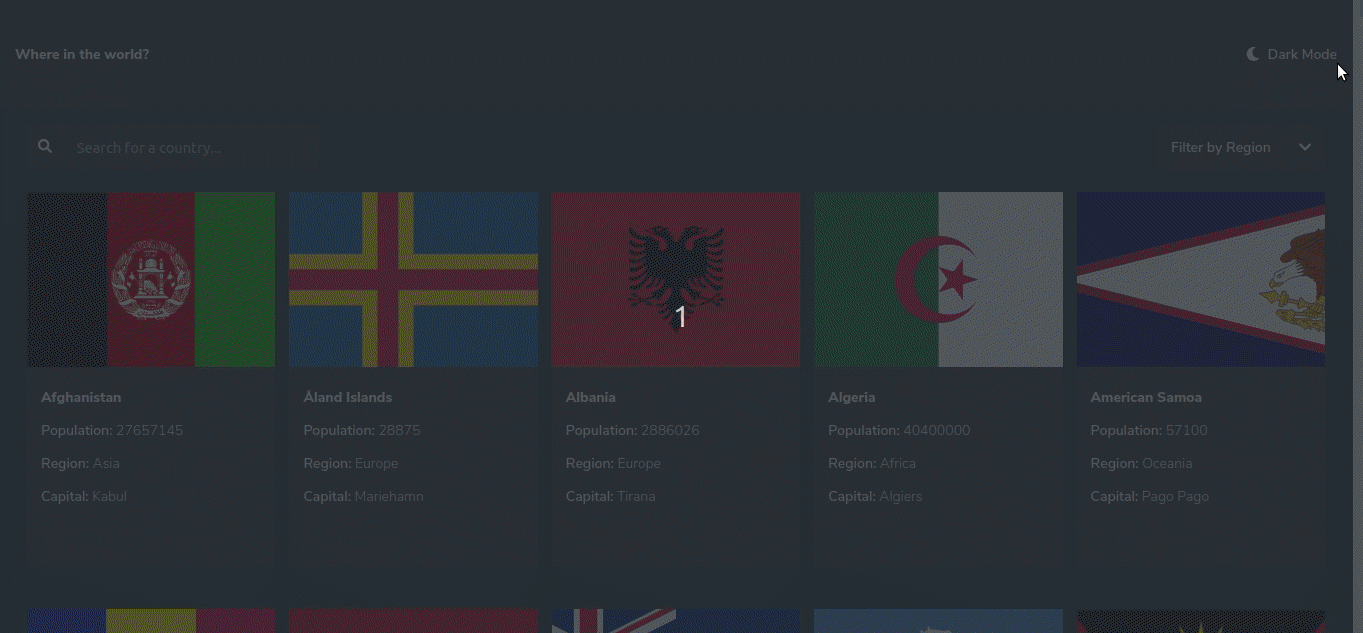 Where in the world?
Dark Mode
Search for a country...
Filter by Region
1
Afghanistan
Population: 27657145
Region: Asia
Capital: Kabul
Åland Islands
Population: 28875
Region: Europe
Capital: Mariehamn
Albania
Population: 2886026
Region: Europe
Capital: Tirana
Algeria
Population: 40400000
Region: Africa
Capital: Algiers
American Samoa
Population: 57100
Region: Oceania
Capital: Pago Pago